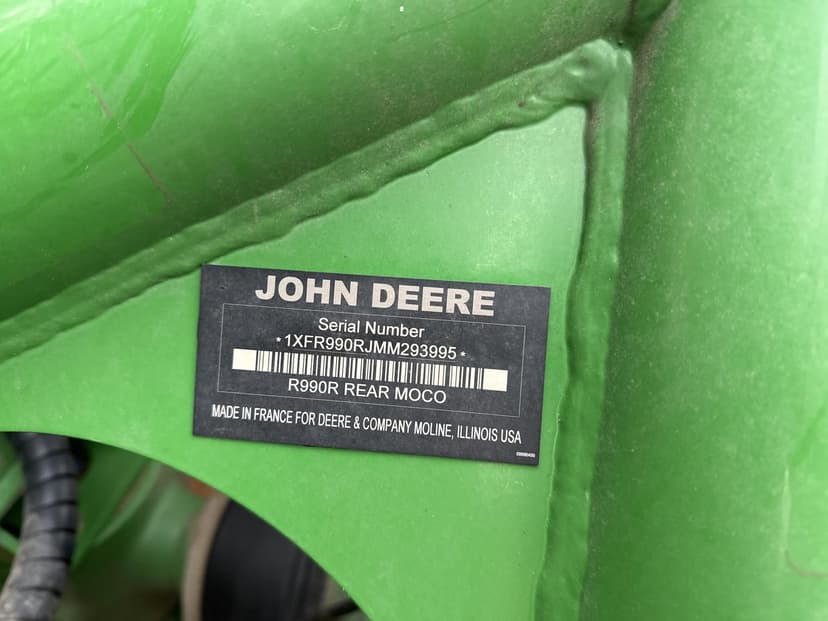 JOHN DEERE
Serial Number
*1XFR990RJMM293995*
R990R REAR MOCO
MADE IN FRANCE FOR DEERE & COMPANY MOLINE, ILLINOIS USA